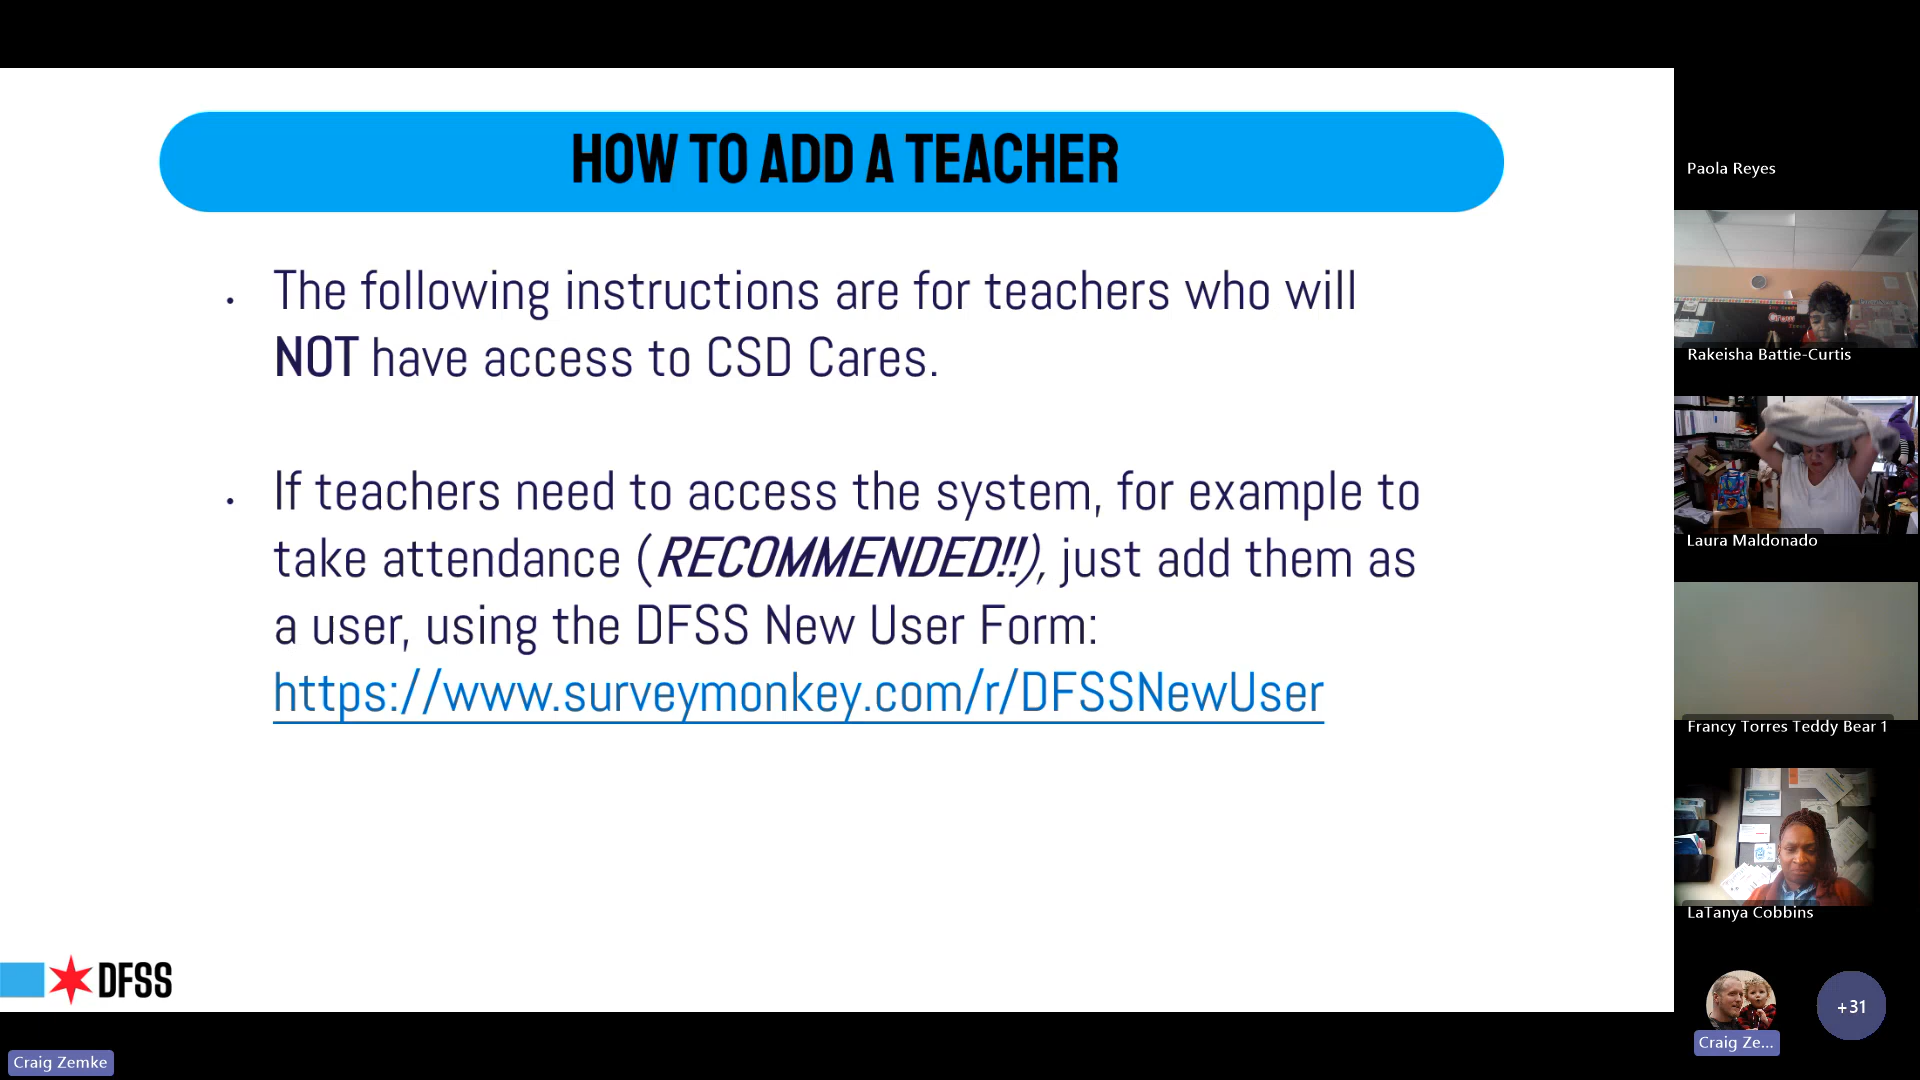 HOW TO ADD A TEACHER
• The following instructions are for teachers who will
NOT have access to CSD Cares.
• If teachers need to access the system, for example to
take attendance (RECOMMENDED!!), just add them as
a user, using the DFSS New User Form:
https://www.surveymonkey.com/r/DFSSNewUser
DFSS
Craig Zemke
Paola Reyes
Rakeisha Battie-Curtis
Laura Maldonado
Francy Torres Teddy Bear 1
LaTanya Cobbins
Craig Ze...
+31